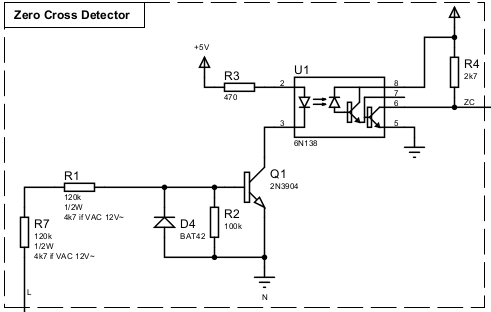 Zero Cross Detector
+5V
R3
470
U1
2
3
8
7
6
5
6N138
R4
2k7
ZC
Q1
2N3904
R1
120k
1/2W
4k7 if VAC 12V~
R7
120k
1/2W
4k7 if VAC 12V~
D4
BAT42
R2
100k
L
N